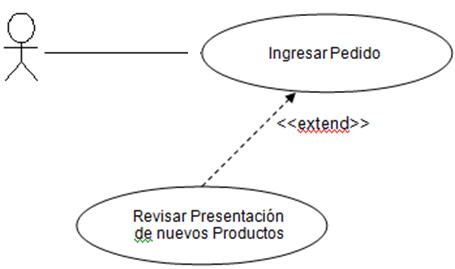 Ingresar Pedido
<<extend>>
Revisar Presentación
de nuevos Productos